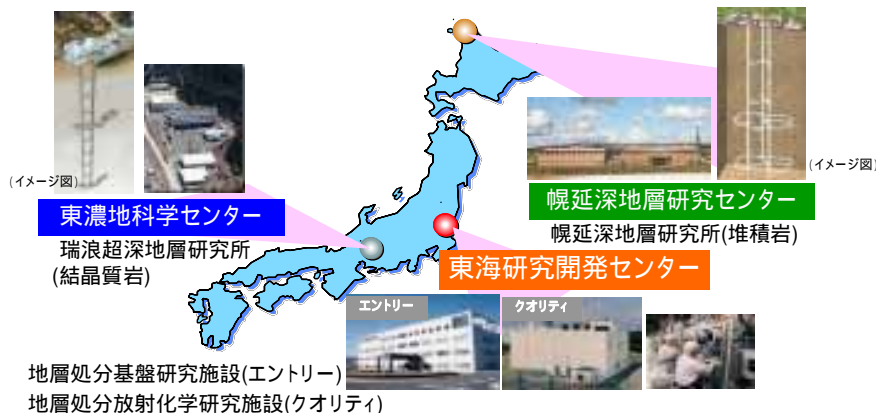 (イメージ図)
東濃地科学センター
瑞浪超深地層研究所
(結晶質岩)
(イメージ図)
幌延深地層研究センター
幌延深地層研究所(堆積岩)
東海研究開発センター
エントリー
クオリティ
地層処分基盤研究施設(エントリー)
地層処分放射化学研究施設(クオリティ)